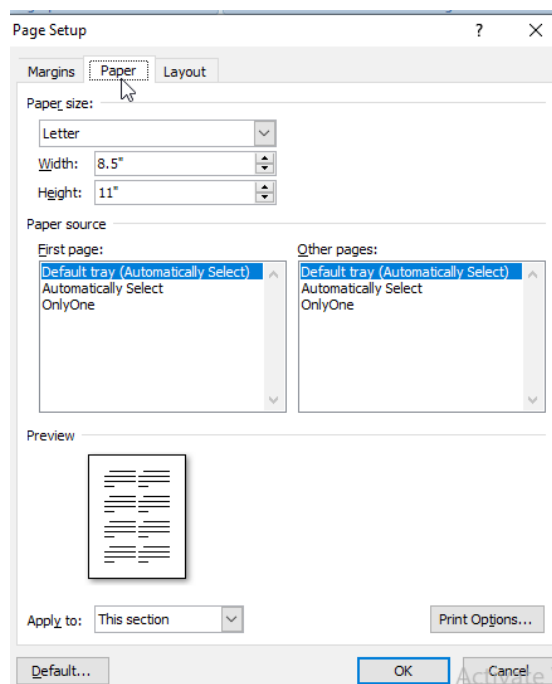 Page Setup ?
Margins Paper Layout
Paper size:
Letter
Width: 8.5"
Height: 11"
Paper source
First page: Other pages:
Default tray (Automatically Select) Default tray (Automatically Select)
Automatically Select Automatically Select
OnlyOne OnlyOne
Preview
Apply to: This section Print Options...
Default... OK Cancel
Activate